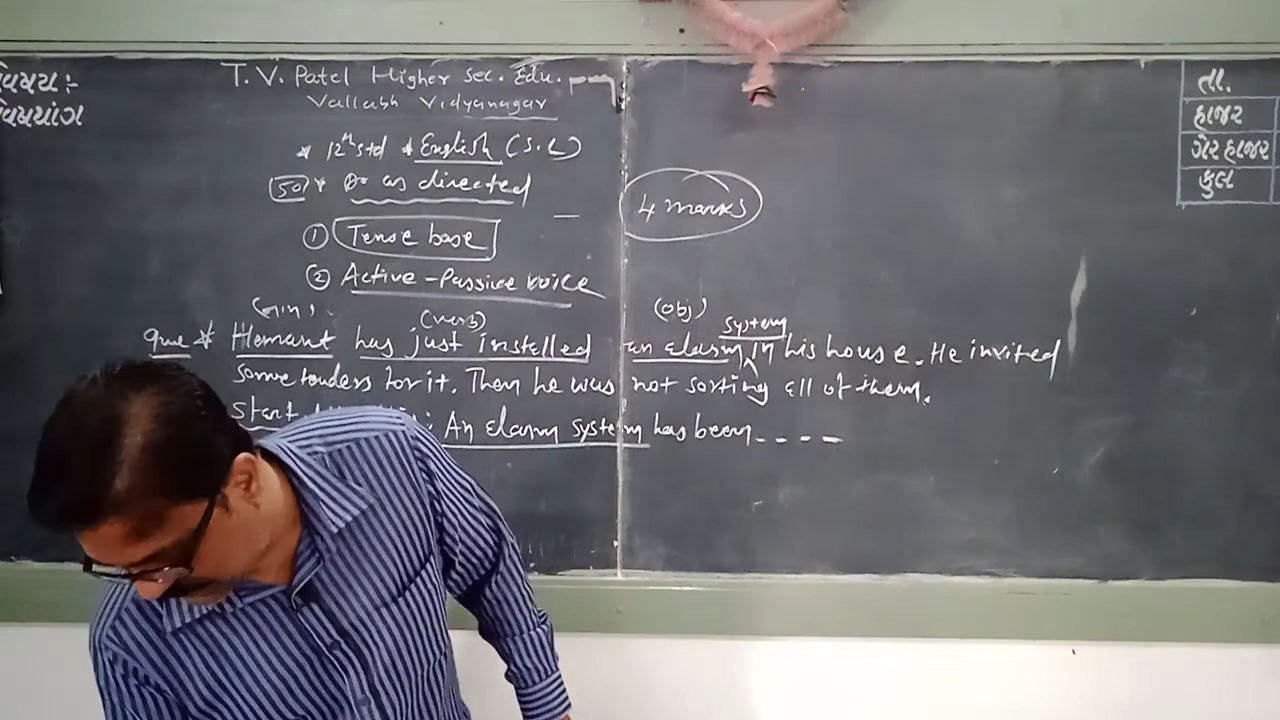 વિષય:-
વિષયાંગ
T. V. Patel Higher Sec. Edu.
Vallabh Vidyanagar
* 12th std * English (S. L)
50 * Do as directed
4 marks
① Tense base
② Active - Passive voice
(verb) (obj) system
que * Hemant has just installed an alarm in his house. He invited
some tenders for it. Then he was not sorting all of them.
Start : An alarm system has been - - - -
તા.
હાજર
ગેરહાજર
કુલ